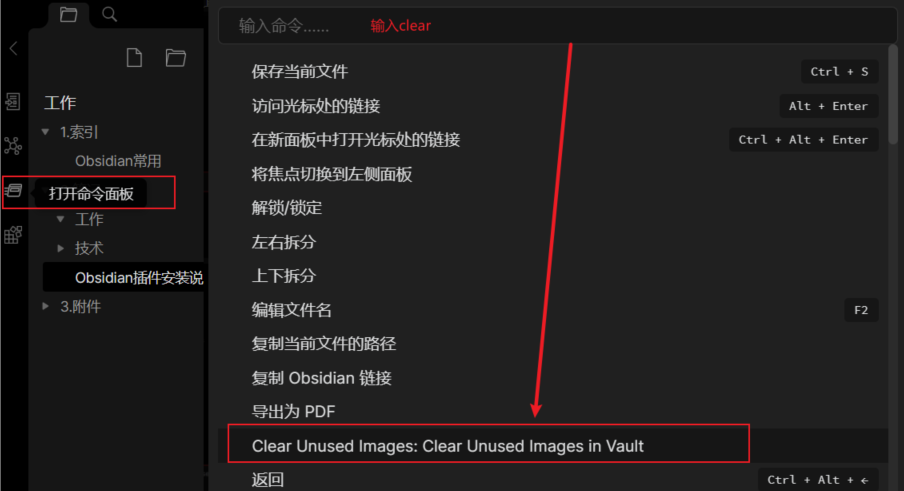 输入命令...... 输入clear
保存当前文件 Ctrl + S
访问光标处的链接 Alt + Enter
在新面板中打开光标处的链接 Ctrl + Alt + Enter
将焦点切换到左侧面板
解锁/锁定
左右拆分
上下拆分
编辑文件名 F2
复制当前文件的路径
复制 Obsidian 链接
导出为 PDF
Clear Unused Images: Clear Unused Images in Vault
返回 Ctrl + Alt + ←
工作
1.索引
Obsidian常用
打开命令面板
工作
技术
Obsidian插件安装说
3.附件